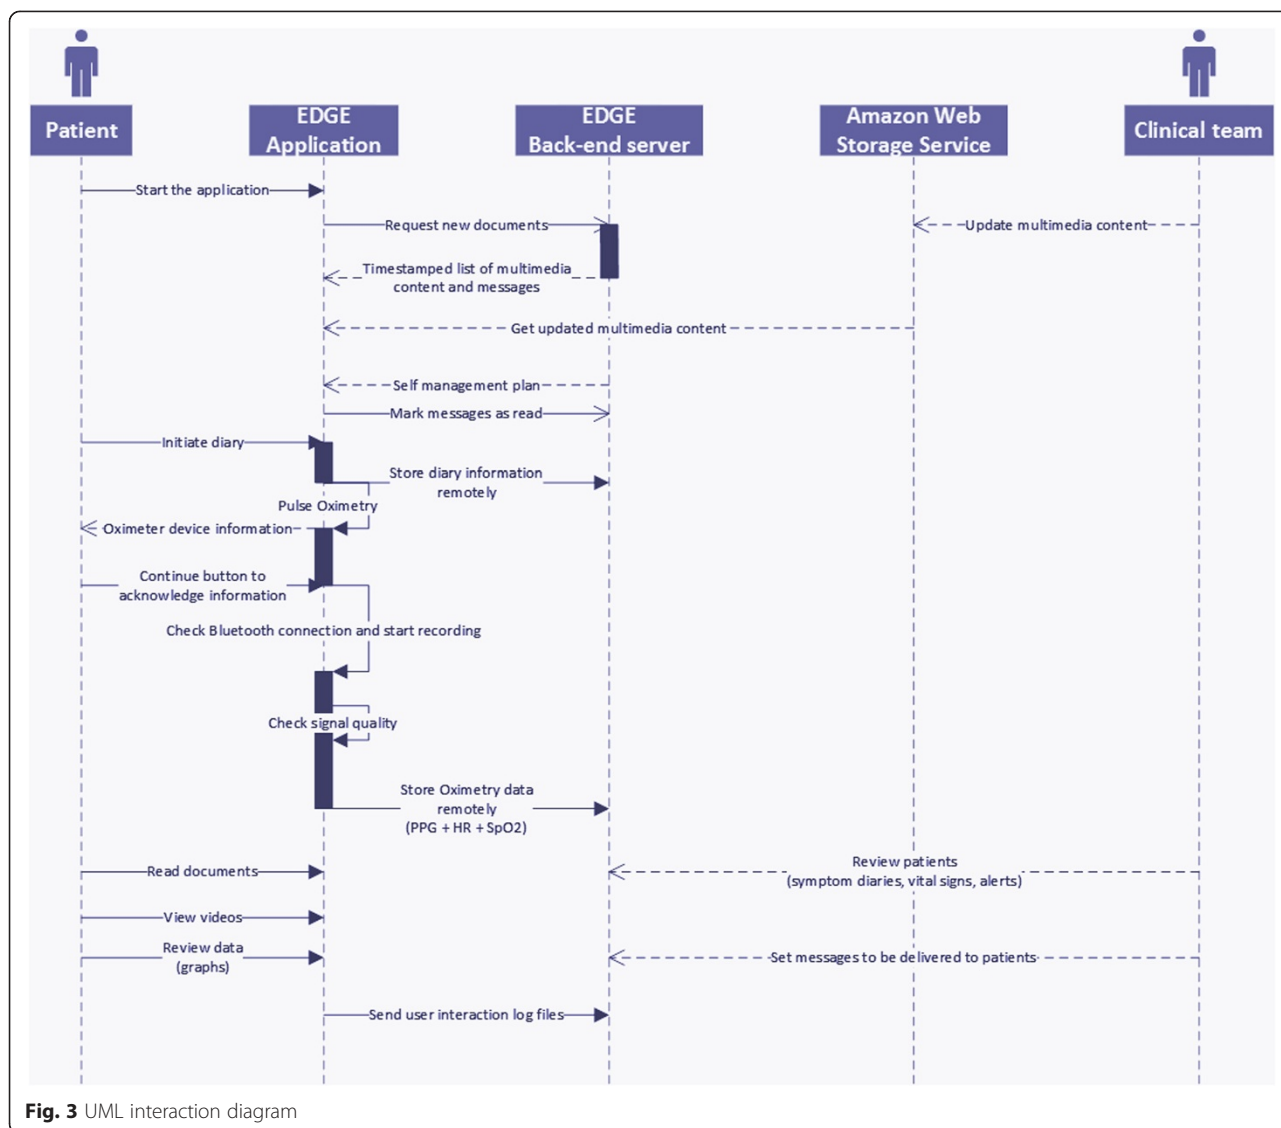 Patient
EDGE
Application
EDGE
Back-end server
Amazon Web
Storage Service
Clinical team
Start the application
Request new documents
Update multimedia content
Timestamped list of multimedia
content and messages
Get updated multimedia content
Self management plan
Mark messages as read
Initiate diary
Store diary information
remotely
Pulse Oximetry
Oximeter device information
Continue button to
acknowledge information
Check Bluetooth connection and start recording
Check signal quality
Store Oximetry data
remotely
(PPG + HR + SpO2)
Read documents
Review patients
(symptom diaries, vital signs, alerts)
View videos
Review data
(graphs)
Set messages to be delivered to patients
Send user interaction log files
Fig. 3 UML interaction diagram